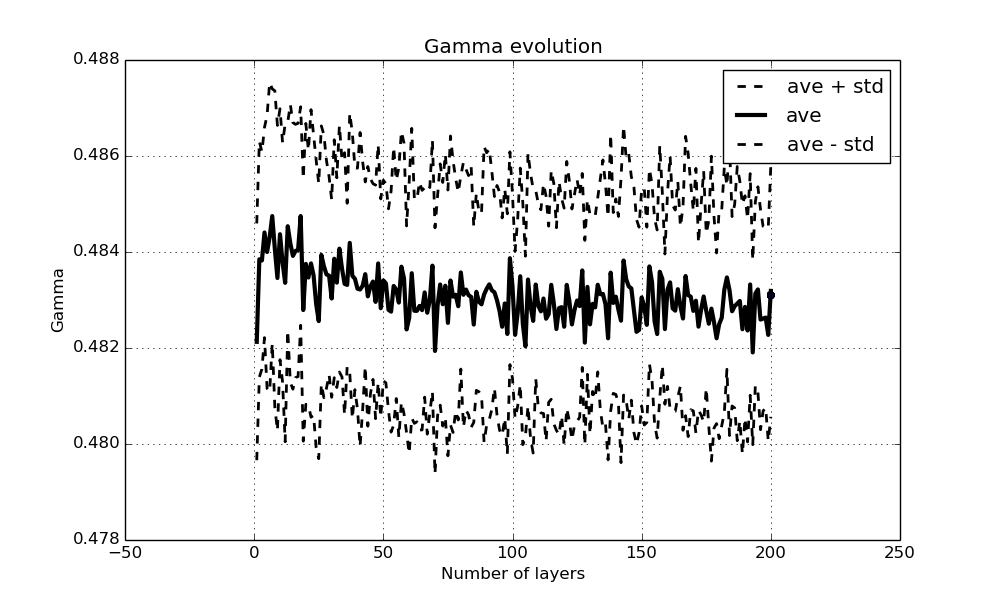 Gamma evolution
0.488
0.486
0.484
0.482
0.480
0.478
Gamma
ave + std
ave
ave - std
−50 0 50 100 150 200 250
Number of layers